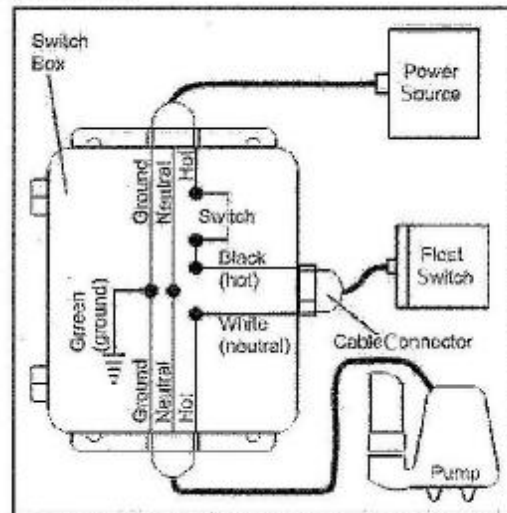 Switch
Box
Power
Source
Ground
Neutral
Hot
Switch
Black
(hot)
Float
Switch
Green
(ground)
White
(neutral)
Cable Connector
Ground
Neutral
Hot
Pump